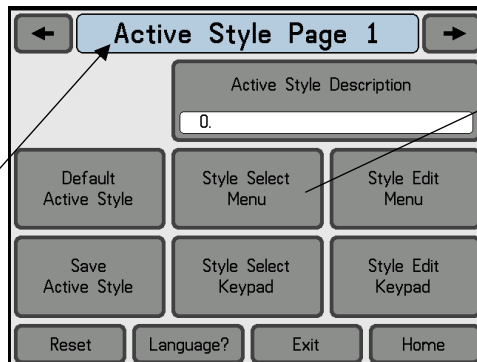 Active Style Page 1
Active Style Description
0.
Default
Active Style
Style Select
Menu
Style Edit
Menu
Save
Active Style
Style Select
Keypad
Style Edit
Keypad
Reset
Language?
Exit
Home